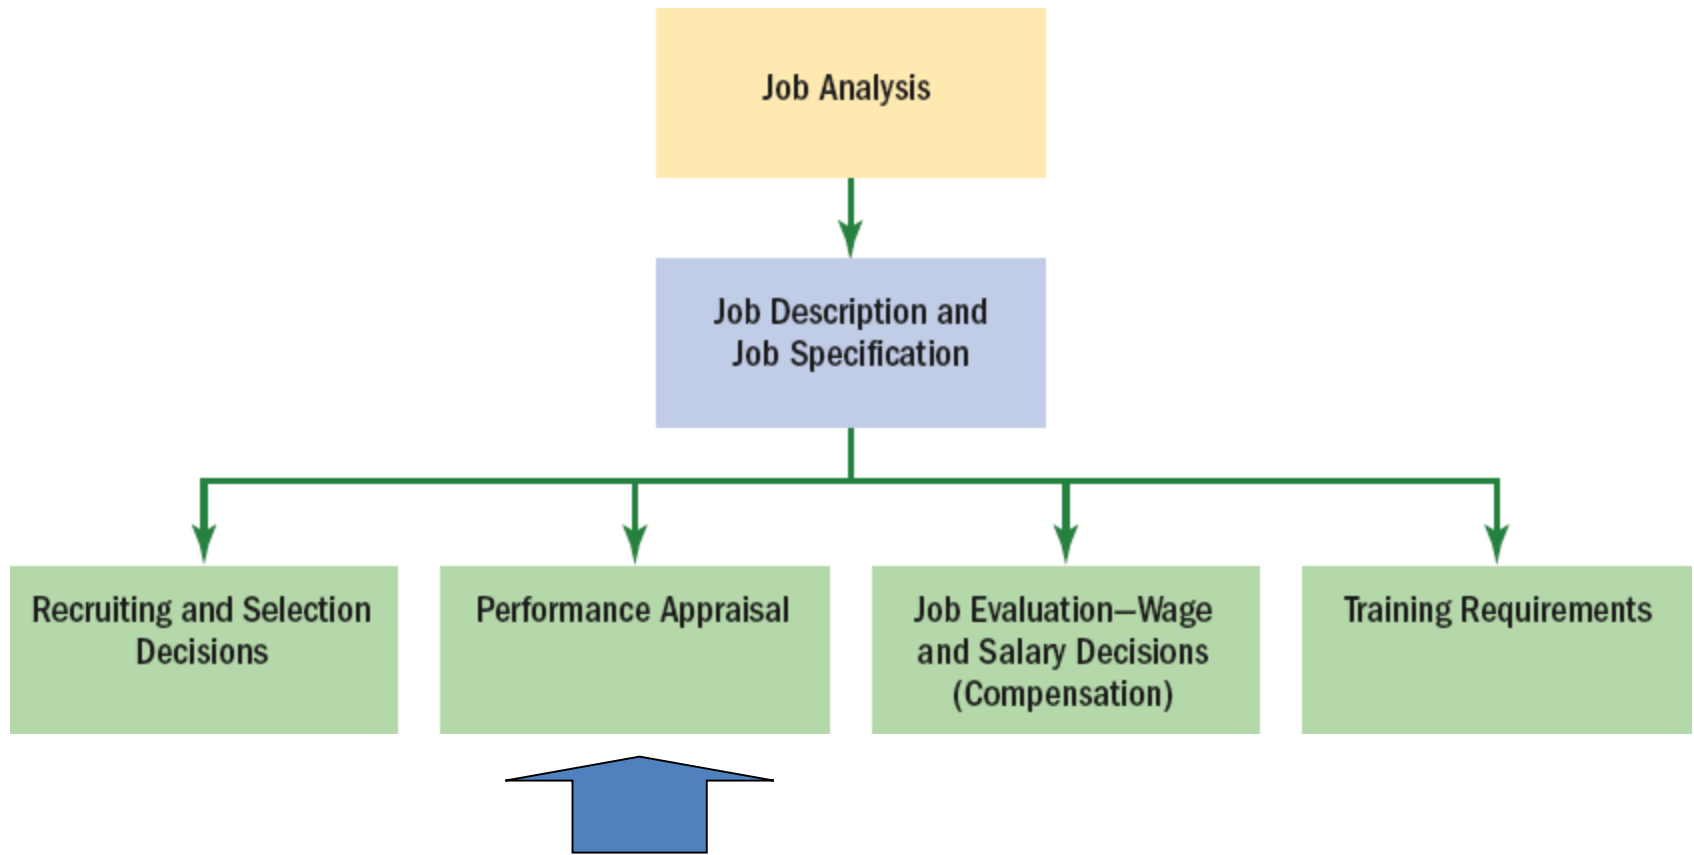 Job Analysis
Job Description and
Job Specification
Recruiting and Selection
Decisions
Performance Appraisal
Job Evaluation—Wage
and Salary Decisions
(Compensation)
Training Requirements